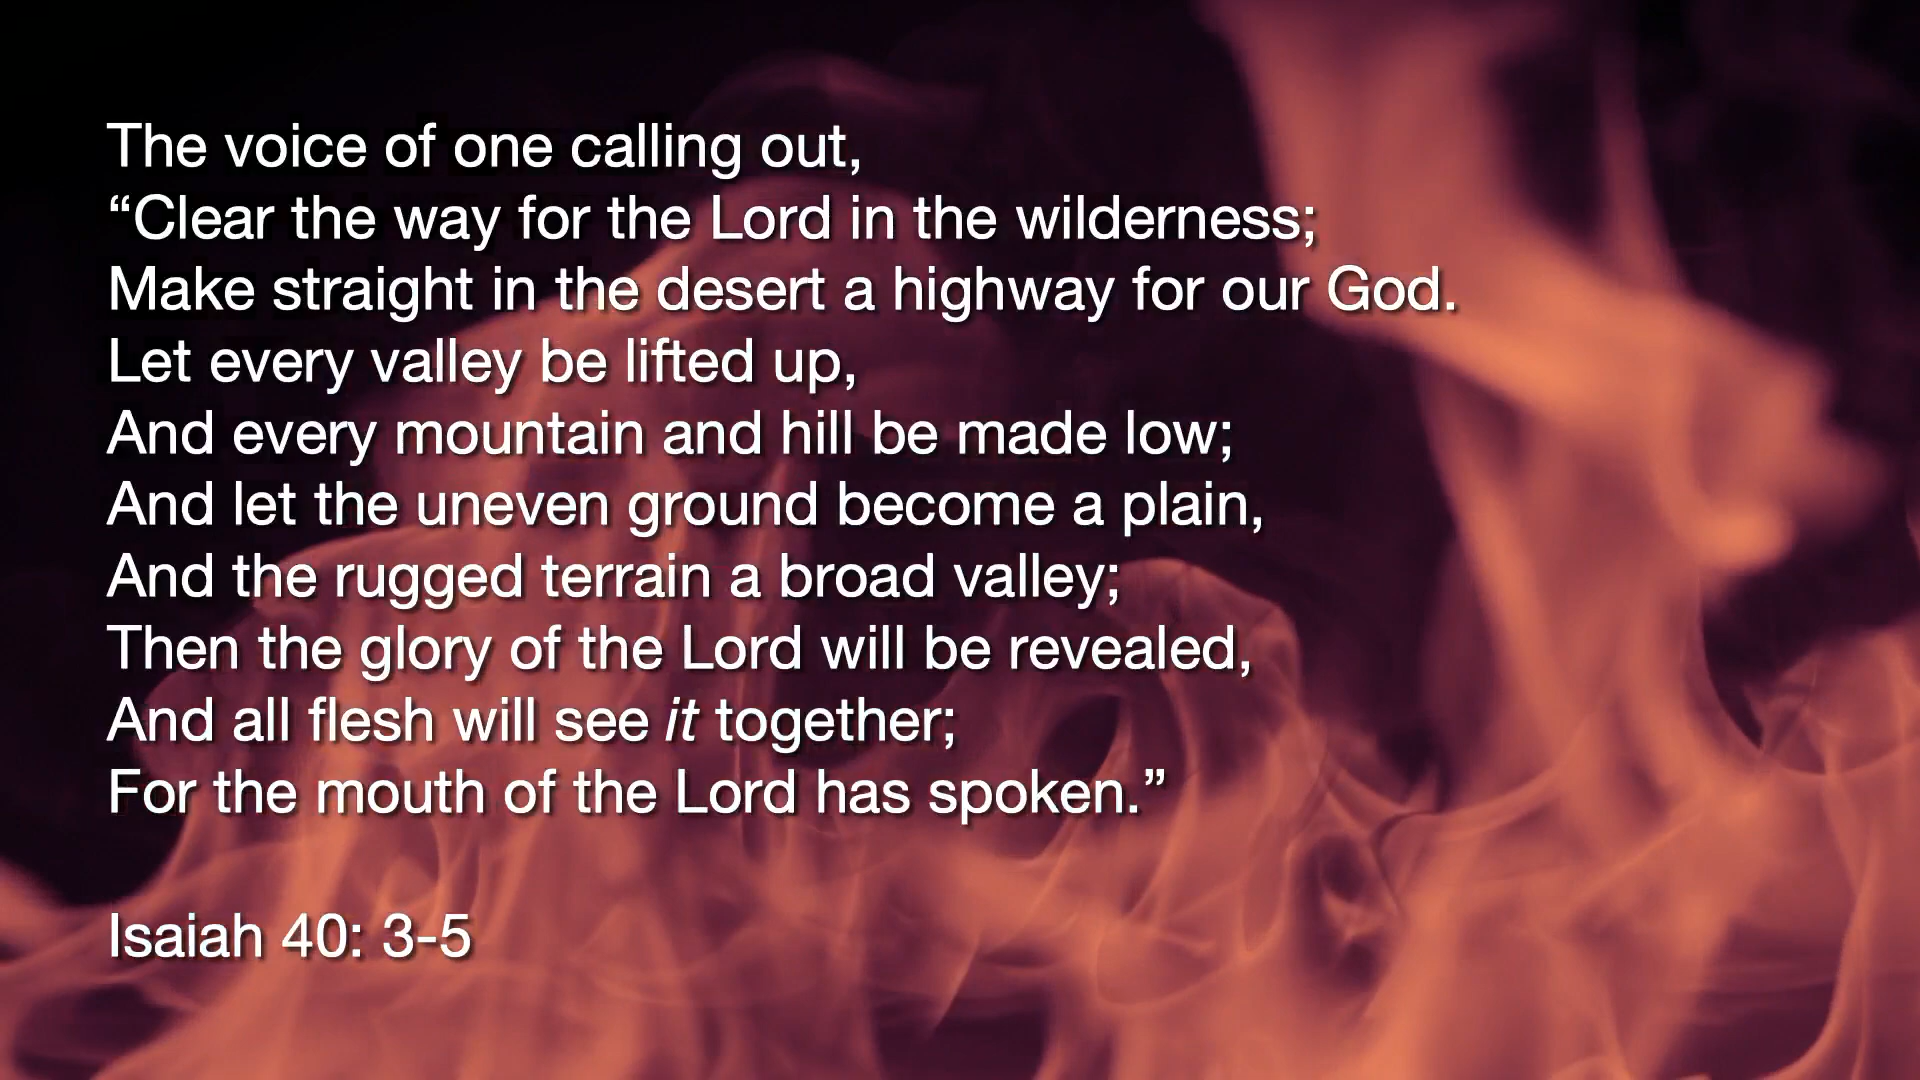 The voice of one calling out,
“Clear the way for the Lord in the wilderness;
Make straight in the desert a highway for our God.
Let every valley be lifted up,
And every mountain and hill be made low;
And let the uneven ground become a plain,
And the rugged terrain a broad valley;
Then the glory of the Lord will be revealed,
And all flesh will see it together;
For the mouth of the Lord has spoken.”
Isaiah 40: 3-5